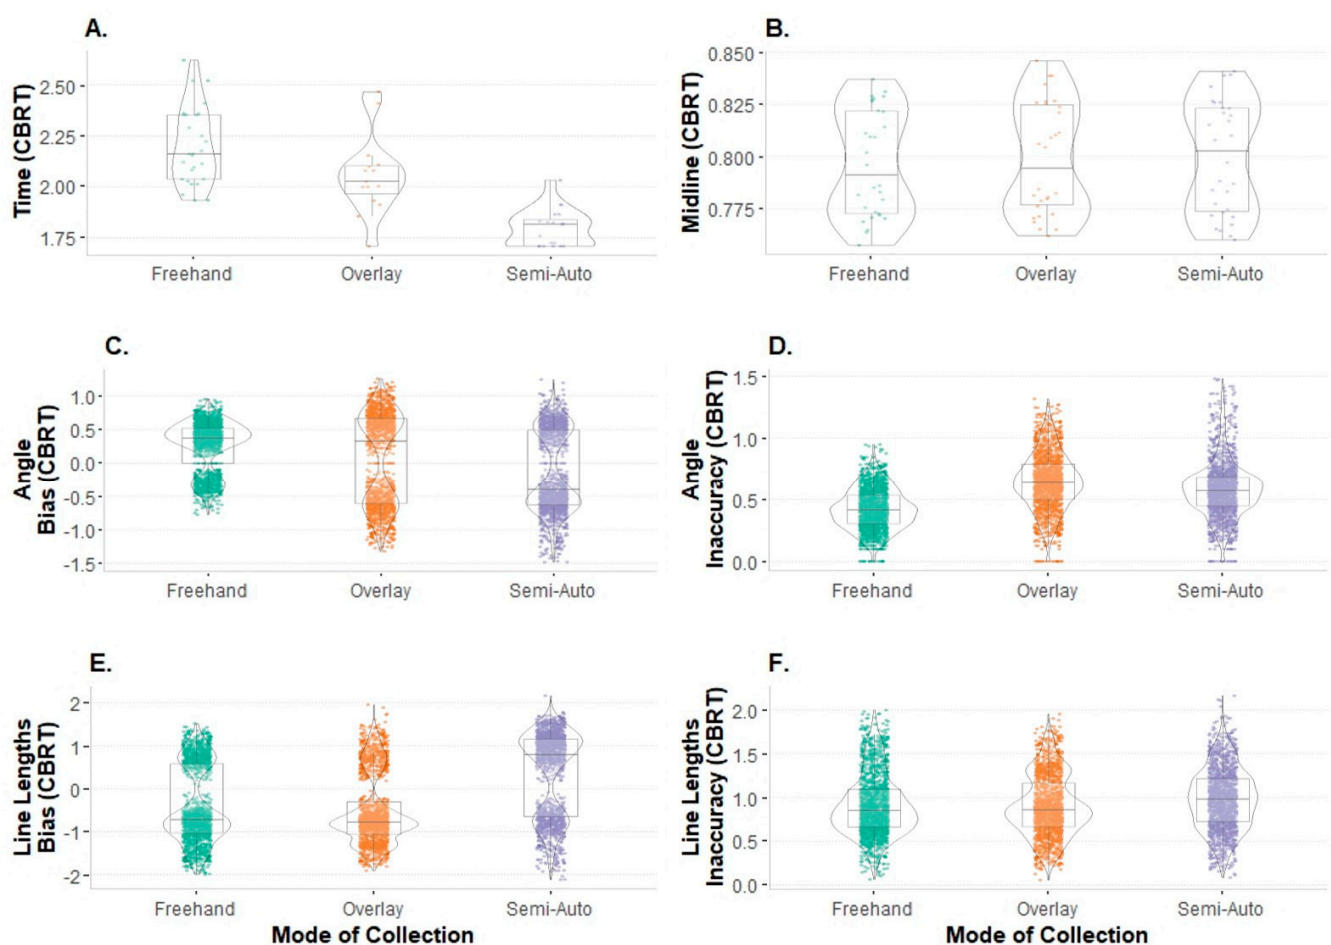 A.
Time (CBRT)
2.50
2.25
2.00
1.75
Freehand
Overlay
Semi-Auto
B.
Midline (CBRT)
0.850
0.825
0.800
0.775
Freehand
Overlay
Semi-Auto
C.
Angle
Bias (CBRT)
1.0
0.5
0.0
-0.5
-1.0
-1.5
Freehand
Overlay
Semi-Auto
D.
Angle
Inaccuracy (CBRT)
1.5
1.0
0.5
0.0
Freehand
Overlay
Semi-Auto
E.
Line Lengths
Bias (CBRT)
2
1
0
-1
-2
Freehand
Overlay
Semi-Auto
Mode of Collection
F.
Line Lengths
Inaccuracy (CBRT)
2.0
1.5
1.0
0.5
0.0
Freehand
Overlay
Semi-Auto
Mode of Collection